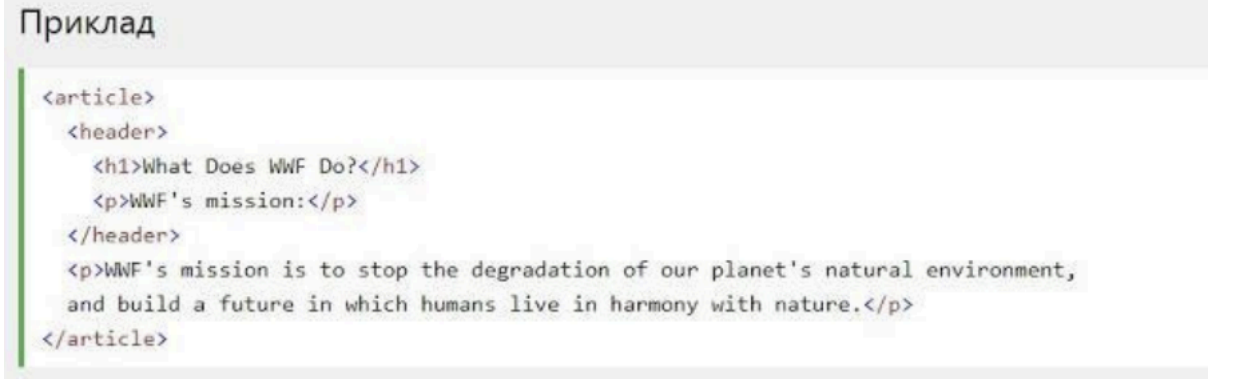 Приклад
<article>
<header>
<h1>What Does WWF Do?</h1>
<p>WWF's mission:</p>
</header>
<p>WWF's mission is to stop the degradation of our planet's natural environment,
and build a future in which humans live in harmony with nature.</p>
</article>